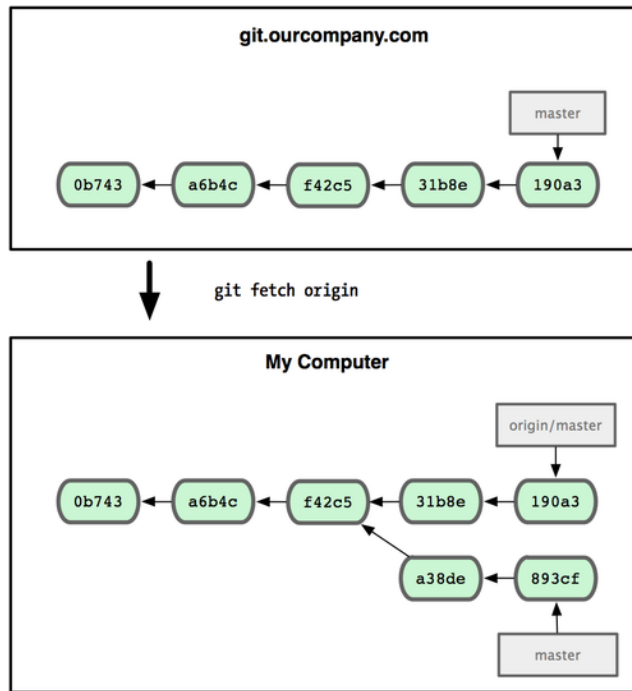 git.ourcompany.com
master
0b743 a6b4c f42c5 31b8e 190a3
git fetch origin
My Computer
origin/master
0b743 a6b4c f42c5 31b8e 190a3
a38de 893cf
master